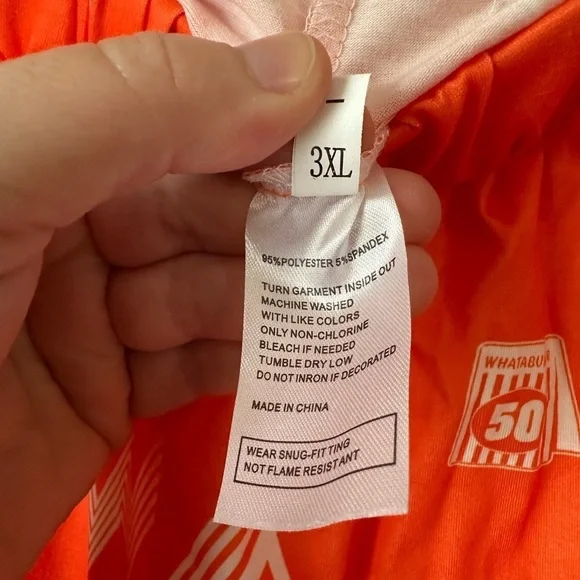 3XL
95%POLYESTER 5%SPANDEX
TURN GARMENT INSIDE OUT
MACHINE WASHED
WITH LIKE COLORS
ONLY NON-CHLORINE
BLEACH IF NEEDED
TUMBLE DRY LOW
DO NOT INRON IF DECORATED
MADE IN CHINA
WEAR SNUG-FITTING
NOT FLAME RESISTANT
WHATABU
50